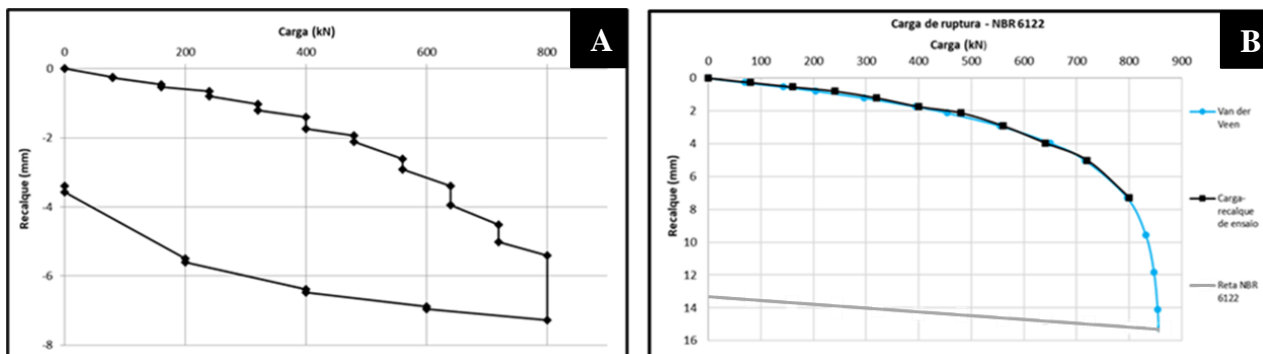 Carga (kN)
A
0 200 400 600 800
0
-2
-4
-6
-8
Recalque (mm)
Carga de ruptura - NBR 6122
B
Carga (kN)
0 100 200 300 400 500 600 700 800 900
0
2
4
6
8
10
12
14
16
Recalque (mm)
Van der
Veen
Carga-
recalque
de ensaio
Reta NBR
6122